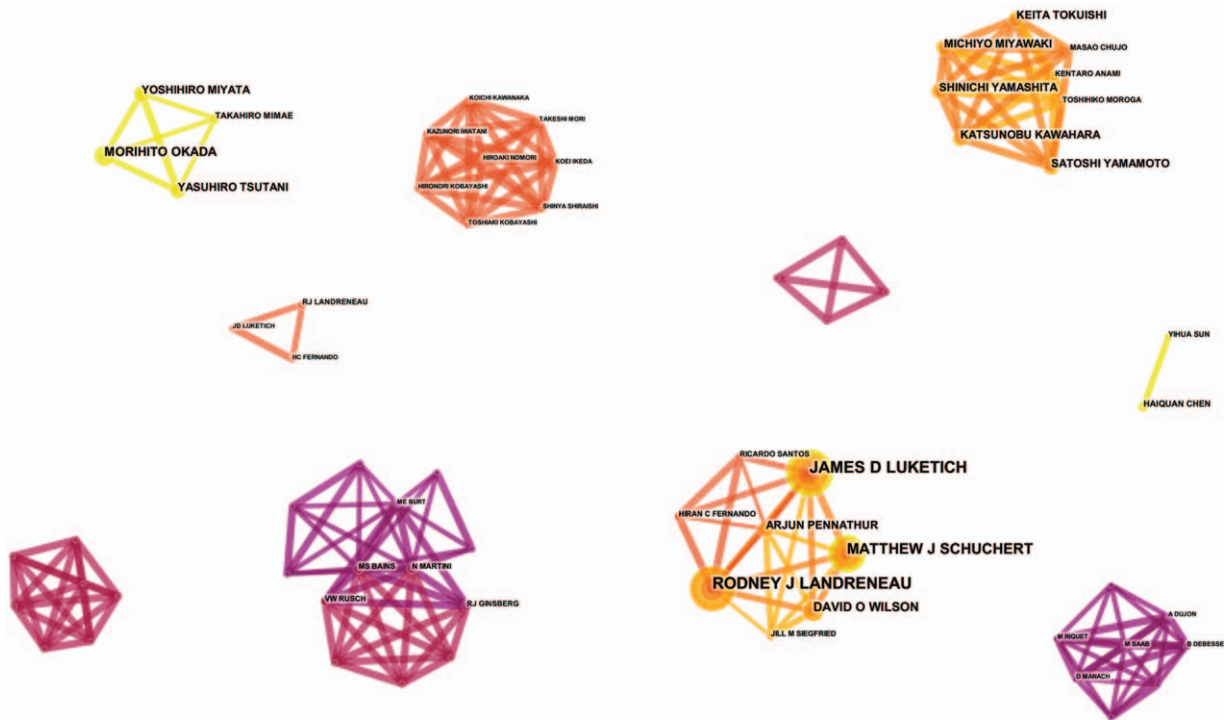 KEITA TOKUISHI
MICHIYO MIYAWAKI
MASAO CHUJO
KENTARO ANAMI
SHINICHI YAMASHITA
TOSHIHIKO MOROGA
KATSUNOBU KAWAHARA
SATOSHI YAMAMOTO
YOSHIHIRO MIYATA
TAKAHIRO MIMAE
MORIHITO OKADA
YASUHIRO TSUTANI
KOICHI KAWANAKA
TAKESHI MORI
KAZUNORI IWATANI
HIROAKI NOMORI
KOEI IKEDA
HIRONORI KOBAYASHI
SHINYA SHIRAISHI
TOSHIAKI KOBAYASHI
RJ LANDRENEAU
JD LUKETICH
HC FERNANDO
YIHUA SUN
HAIQUAN CHEN
RICARDO SANTOS
JAMES D LUKETICH
HIRAN C FERNANDO
ARJUN PENNATHUR
MATTHEW J SCHUCHERT
RODNEY J LANDRENEAU
DAVID O WILSON
JILL M SIEGFRIED
ME BURT
MS BAINS
N MARTINI
VW RUSCH
RJ GINSBERG
A DUJON
M RIQUET
M SAAB
B DEBESSE
D MANACH